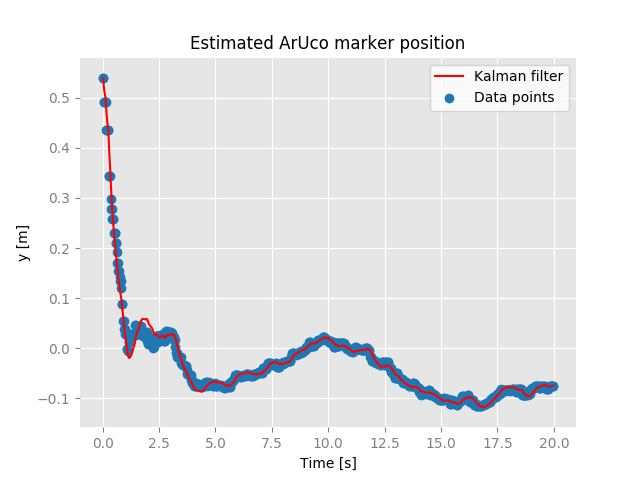 Estimated ArUco marker position
Kalman filter
Data points
0.5
0.4
0.3
0.2
0.1
0.0
−0.1
y [m]
0.0 2.5 5.0 7.5 10.0 12.5 15.0 17.5 20.0
Time [s]